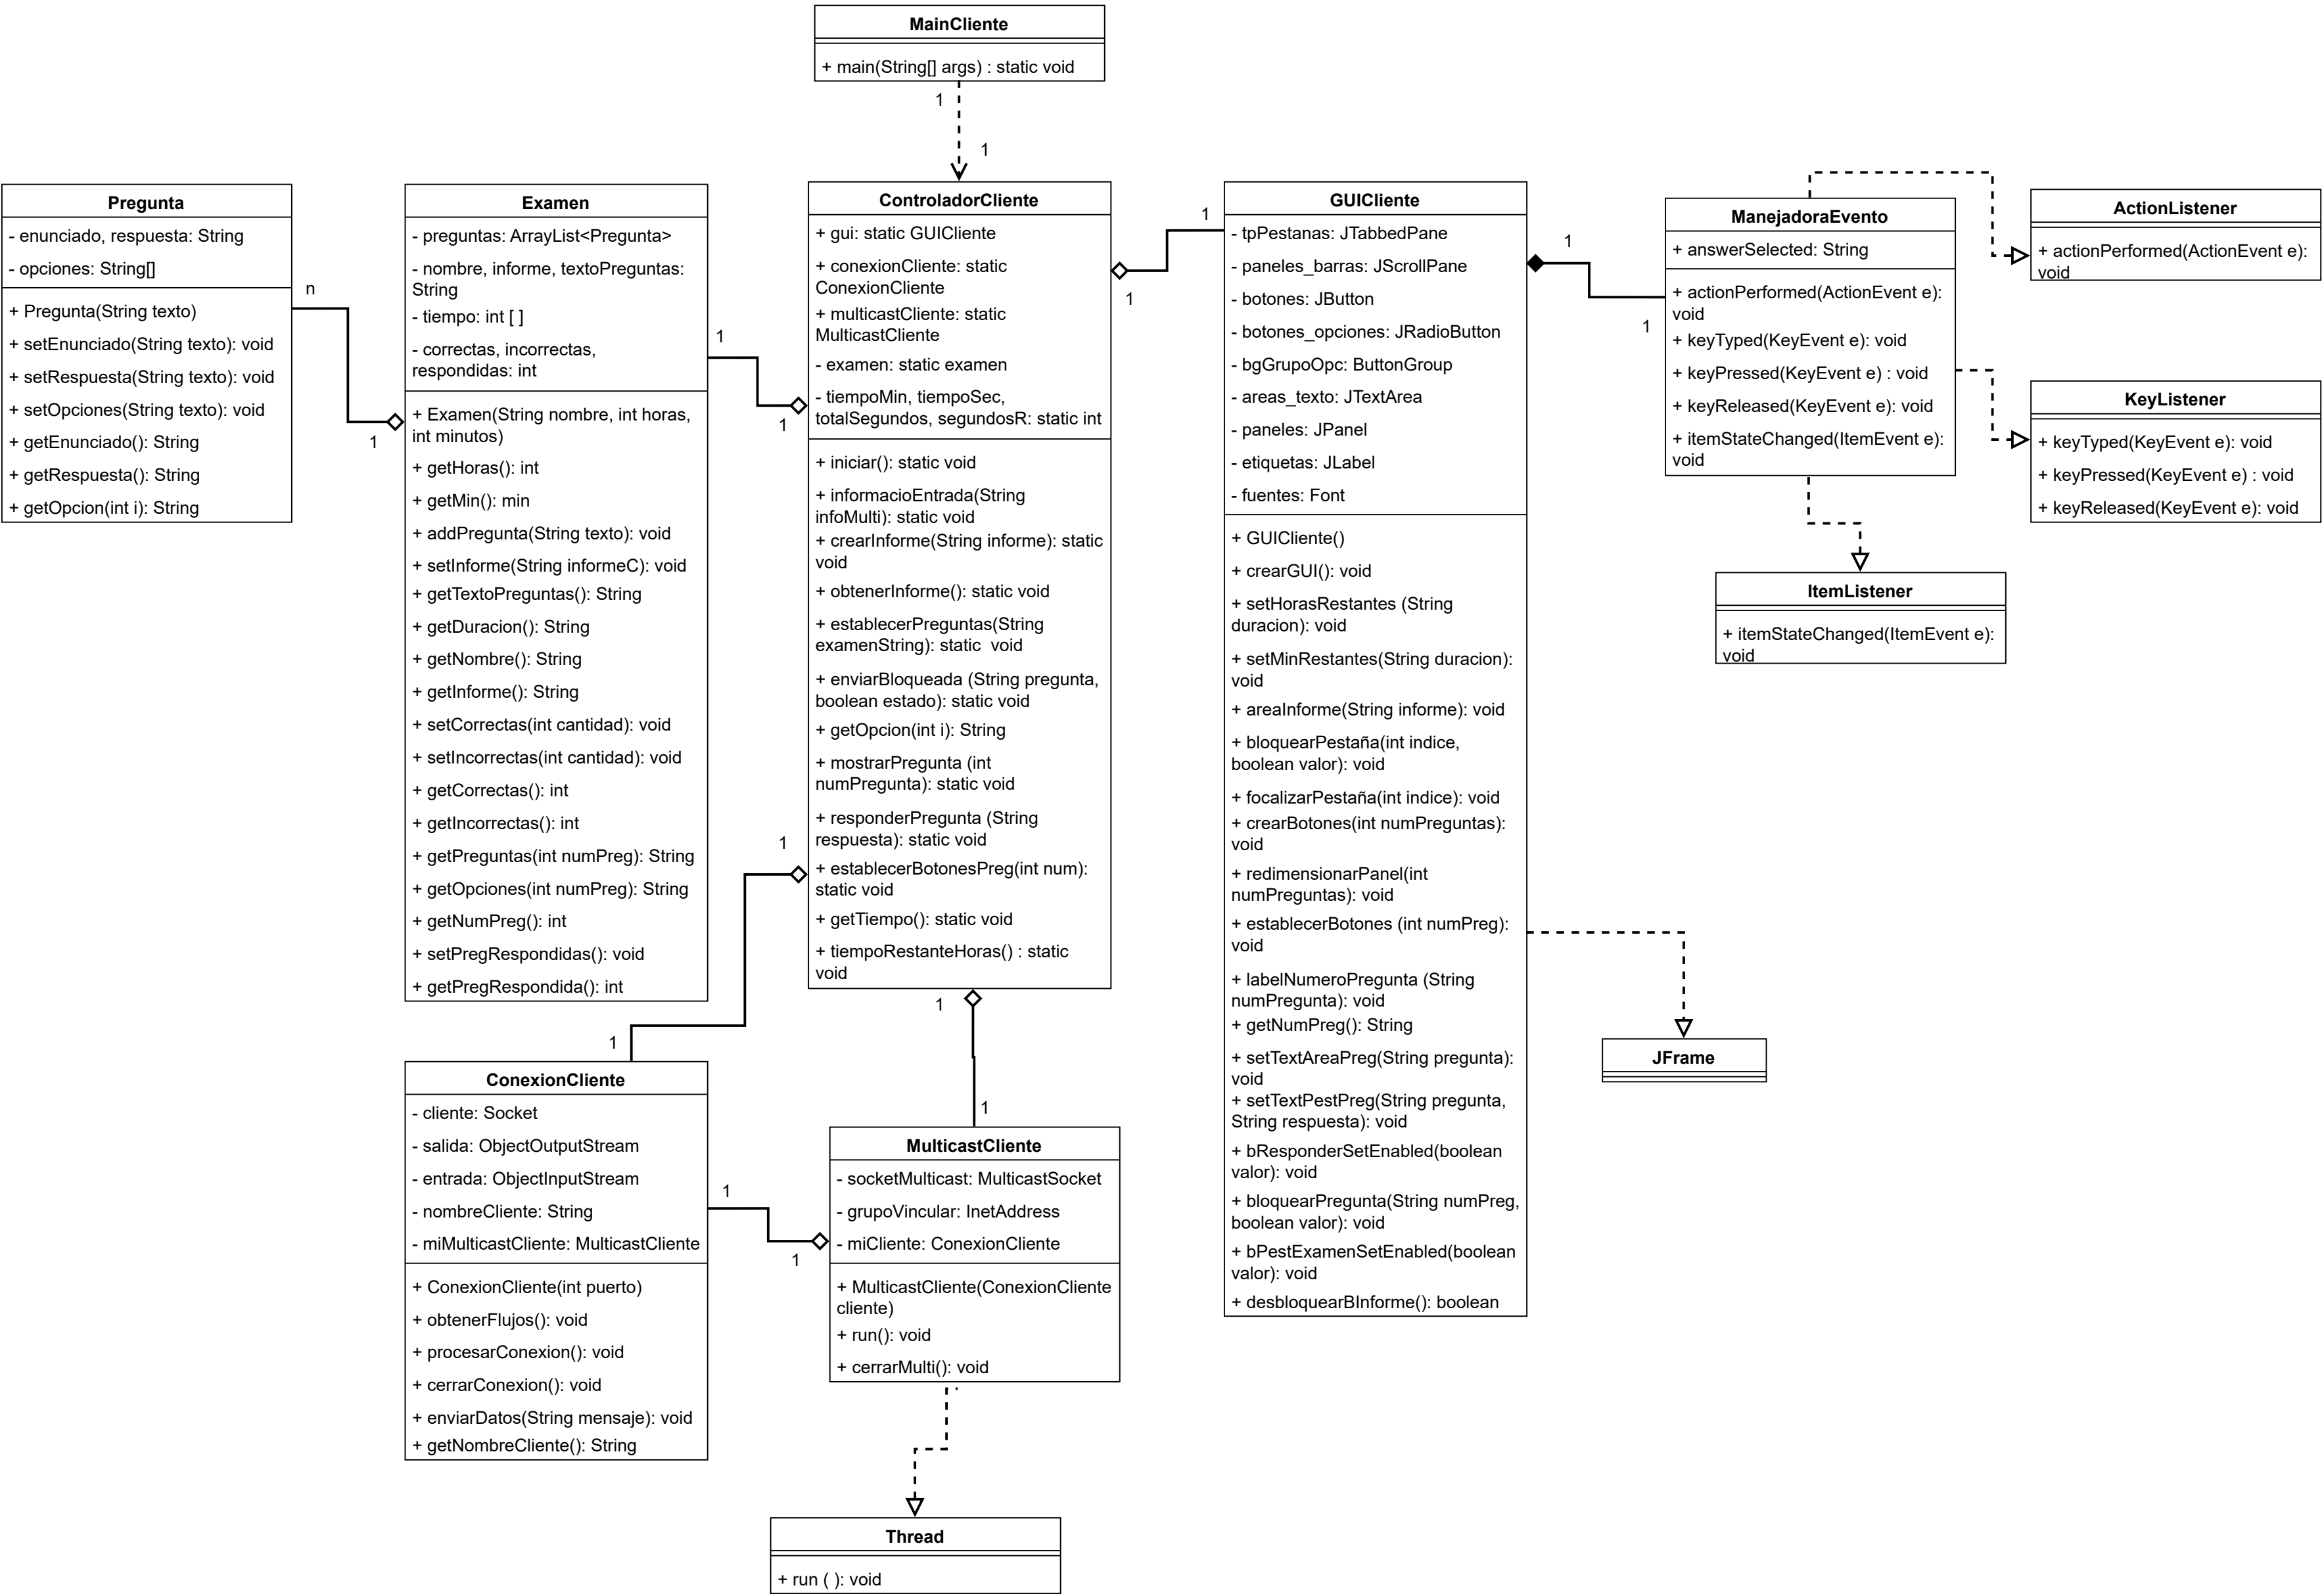 MainCliente
+ main(String[] args) : static void
1
1
Pregunta
- enunciado, respuesta: String
- opciones: String[]
+ Pregunta(String texto)
+ setEnunciado(String texto): void
+ setRespuesta(String texto): void
+ setOpciones(String texto): void
+ getEnunciado(): String
+ getRespuesta(): String
+ getOpcion(int i): String
n
1
Examen
- preguntas: ArrayList<Pregunta>
- nombre, informe, textoPreguntas:
String
- tiempo: int [ ]
- correctas, incorrectas,
respondidas: int
+ Examen(String nombre, int horas,
int minutos)
+ getHoras(): int
+ getMin(): min
+ addPregunta(String texto): void
+ setInforme(String informeC): void
+ getTextoPreguntas(): String
+ getDuracion(): String
+ getNombre(): String
+ getInforme(): String
+ setCorrectas(int cantidad): void
+ setIncorrectas(int cantidad): void
+ getCorrectas(): int
+ getIncorrectas(): int
+ getPreguntas(int numPreg): String
+ getOpciones(int numPreg): String
+ getNumPreg(): int
+ setPregRespondidas(): void
+ getPregRespondida(): int
1
1
ControladorCliente
+ gui: static GUICliente
+ conexionCliente: static
ConexionCliente
+ multicastCliente: static
MulticastCliente
- examen: static examen
- tiempoMin, tiempoSec,
totalSegundos, segundosR: static int
+ iniciar(): static void
+ informacioEntrada(String
infoMulti): static void
+ crearInforme(String informe): static
void
+ obtenerInforme(): static void
+ establecerPreguntas(String
examenString): static  void
+ enviarBloqueada (String pregunta,
boolean estado): static void
+ getOpcion(int i): String
+ mostrarPregunta (int
numPregunta): static void
+ responderPregunta (String
respuesta): static void
+ establecerBotonesPreg(int num):
static void
+ getTiempo(): static void
+ tiempoRestanteHoras() : static
void
1
1
GUICliente
- tpPestanas: JTabbedPane
- paneles_barras: JScrollPane
- botones: JButton
- botones_opciones: JRadioButton
- bgGrupoOpc: ButtonGroup
- areas_texto: JTextArea
- paneles: JPanel
- etiquetas: JLabel
- fuentes: Font
+ GUICliente()
+ crearGUI(): void
+ setHorasRestantes (String
duracion): void
+ setMinRestantes(String duracion):
void
+ areaInforme(String informe): void
+ bloquearPestaña(int indice,
boolean valor): void
+ focalizarPestaña(int indice): void
+ crearBotones(int numPreguntas):
void
+ redimensionarPanel(int
numPreguntas): void
+ establecerBotones (int numPreg):
void
+ labelNumeroPregunta (String
numPregunta): void
+ getNumPreg(): String
+ setTextAreaPreg(String pregunta):
void
+ setTextPestPreg(String pregunta,
String respuesta): void
+ bResponderSetEnabled(boolean
valor): void
+ bloquearPregunta(String numPreg,
boolean valor): void
+ bPestExamenSetEnabled(boolean
valor): void
+ desbloquearBInforme(): boolean
1
1
ManejadoraEvento
+ answerSelected: String
+ actionPerformed(ActionEvent e):
void
+ keyTyped(KeyEvent e): void
+ keyPressed(KeyEvent e) : void
+ keyReleased(KeyEvent e): void
+ itemStateChanged(ItemEvent e):
void
ActionListener
+ actionPerformed(ActionEvent e):
void
KeyListener
+ keyTyped(KeyEvent e): void
+ keyPressed(KeyEvent e) : void
+ keyReleased(KeyEvent e): void
ItemListener
+ itemStateChanged(ItemEvent e):
void
JFrame
1
1
ConexionCliente
- cliente: Socket
- salida: ObjectOutputStream
- entrada: ObjectInputStream
- nombreCliente: String
- miMulticastCliente: MulticastCliente
+ ConexionCliente(int puerto)
+ obtenerFlujos(): void
+ procesarConexion(): void
+ cerrarConexion(): void
+ enviarDatos(String mensaje): void
+ getNombreCliente(): String
1
1
1
1
MulticastCliente
- socketMulticast: MulticastSocket
- grupoVincular: InetAddress
- miCliente: ConexionCliente
+ MulticastCliente(ConexionCliente
cliente)
+ run(): void
+ cerrarMulti(): void
Thread
+ run ( ): void